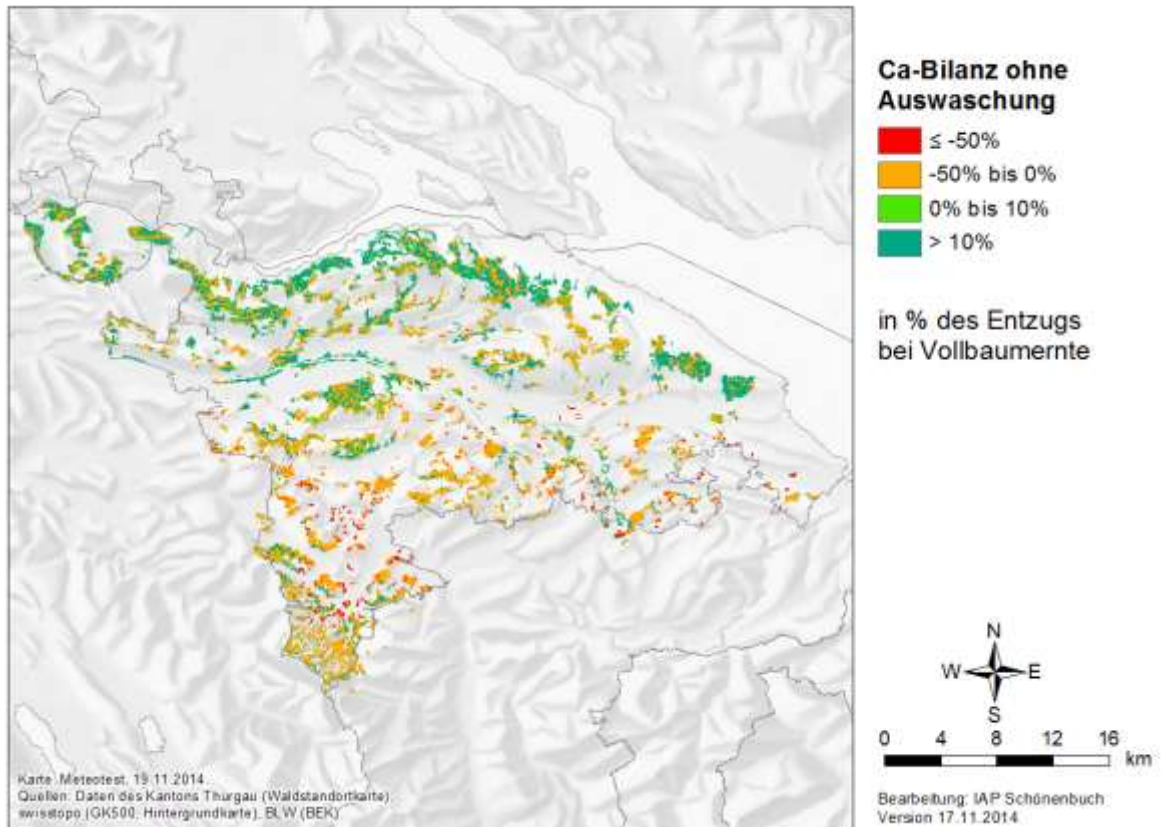 Ca-Bilanz ohne
Auswaschung
≤ -50%
-50% bis 0%
0% bis 10%
> 10%
in % des Entzugs
bei Vollbaumernte
N
W E
S
0 4 8 12 16
km
Karte: Meteotest, 19.11.2014
Quellen: Daten des Kantons Thurgau (Waldstandortkarte),
swisstopo (GK500, Hintergrundkarte), BLW (BEK)
Bearbeitung: IAP Schönenbuch
Version 17.11.2014